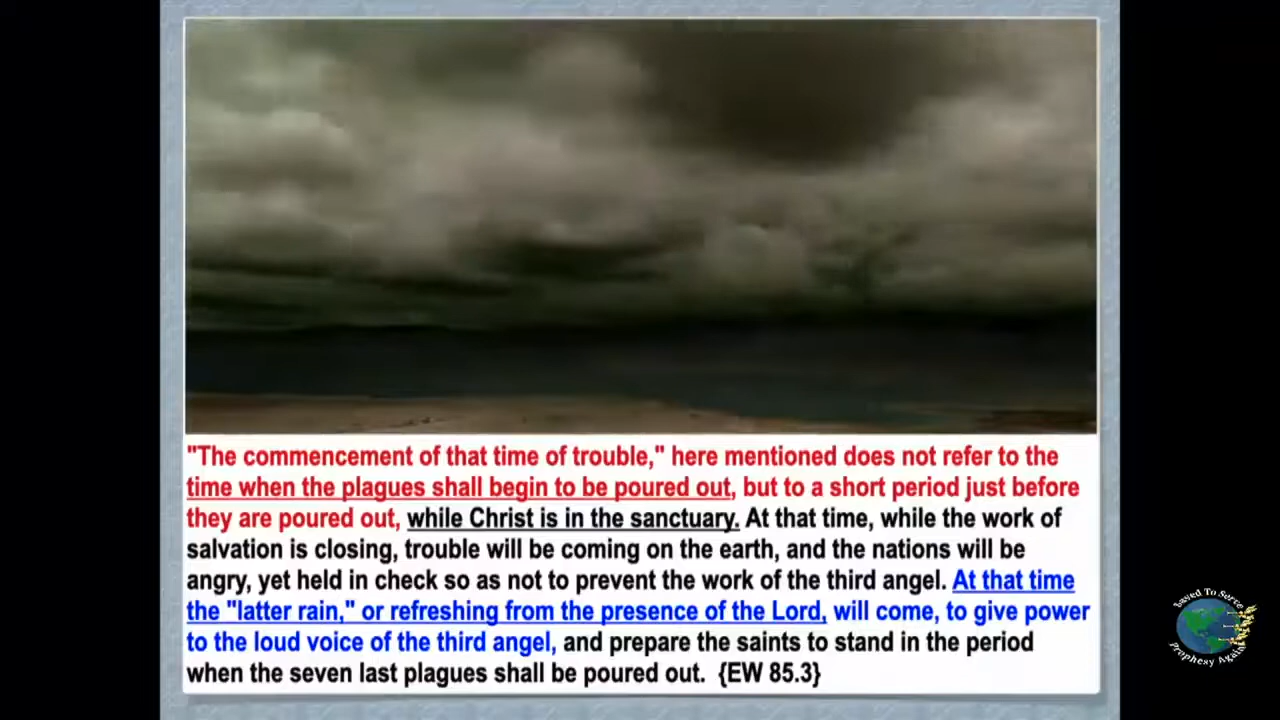 "The commencement of that time of trouble," here mentioned does not refer to the
time when the plagues shall begin to be poured out, but to a short period just before
they are poured out, while Christ is in the sanctuary. At that time, while the work of
salvation is closing, trouble will be coming on the earth, and the nations will be
angry, yet held in check so as not to prevent the work of the third angel. At that time
the "latter rain," or refreshing from the presence of the Lord, will come, to give power
to the loud voice of the third angel, and prepare the saints to stand in the period
when the seven last plagues shall be poured out. {EW 85.3}
To Serve
Prophesy Again